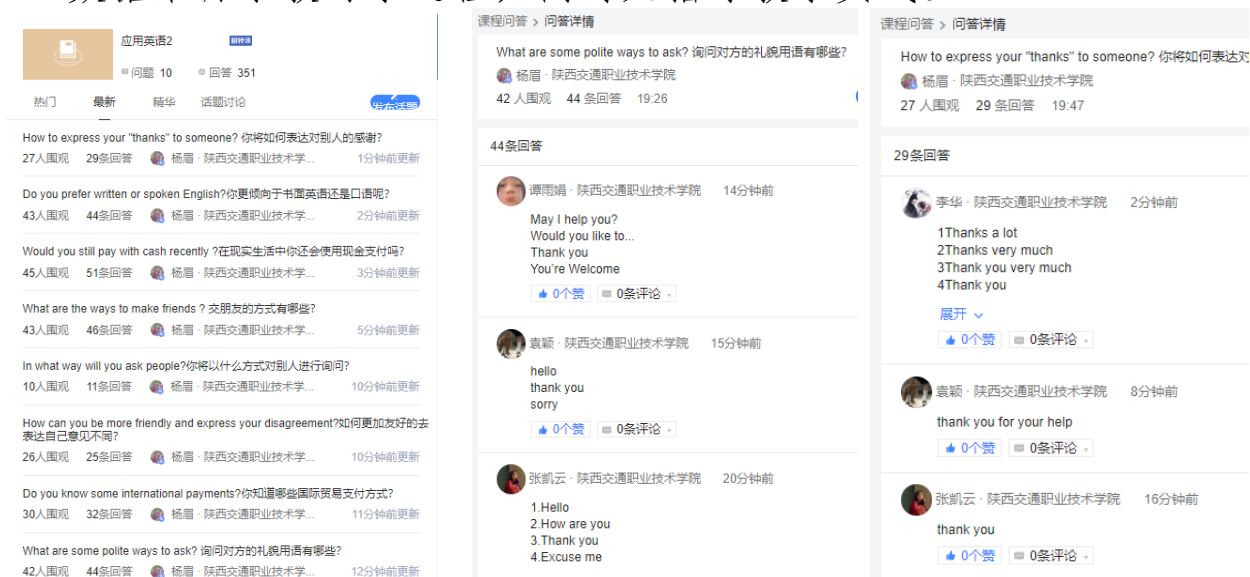 应用英语2
翻转课
问题 10 回答 351
热门 最新 精华 话题讨论 发布话题
How to express your "thanks" to someone? 你将如何表达对别人的感谢?
27人围观 29条回答 杨眉 · 陕西交通职业技术学... 1分钟前更新
Do you prefer written or spoken English?你更倾向于书面英语还是口语呢?
43人围观 44条回答 杨眉 · 陕西交通职业技术学... 2分钟前更新
Would you still pay with cash recently ?在现实生活中你还会使用现金支付吗?
45人围观 51条回答 杨眉 · 陕西交通职业技术学... 3分钟前更新
What are the ways to make friends ? 交朋友的方式有哪些?
43人围观 46条回答 杨眉 · 陕西交通职业技术学... 5分钟前更新
In what way will you ask people?你将以什么方式对别人进行询问?
10人围观 11条回答 杨眉 · 陕西交通职业技术学... 10分钟前更新
How can you be more friendly and express your disagreement?如何更加友好的去
表达自己意见不同?
26人围观 25条回答 杨眉 · 陕西交通职业技术学... 10分钟前更新
Do you know some international payments?你知道哪些国际贸易支付方式?
30人围观 32条回答 杨眉 · 陕西交通职业技术学... 11分钟前更新
What are some polite ways to ask? 询问对方的礼貌用语有哪些?
42人围观 44条回答 杨眉 · 陕西交通职业技术学... 12分钟前更新
课程问答 > 问答详情
What are some polite ways to ask? 询问对方的礼貌用语有哪些?
杨眉 · 陕西交通职业技术学院
42 人围观 44 条回答 19:26
44条回答
谭雨娟 · 陕西交通职业技术学院 14分钟前
May I help you?
Would you like to...
Thank you
You're Welcome
0个赞 0条评论
袁颖 · 陕西交通职业技术学院 15分钟前
hello
thank you
sorry
0个赞 0条评论
张凯云 · 陕西交通职业技术学院 20分钟前
1.Hello
2.How are you
3.Thank you
4.Excuse me
课程问答 > 问答详情
How to express your "thanks" to someone? 你将如何表达对
杨眉 · 陕西交通职业技术学院
27 人围观 29 条回答 19:47
29条回答
李华 · 陕西交通职业技术学院 2分钟前
1Thanks a lot
2Thanks very much
3Thank you very much
4Thank you
展开
0个赞 0条评论
袁颖 · 陕西交通职业技术学院 8分钟前
thank you for your help
0个赞 0条评论
张凯云 · 陕西交通职业技术学院 16分钟前
thank you
0个赞 0条评论